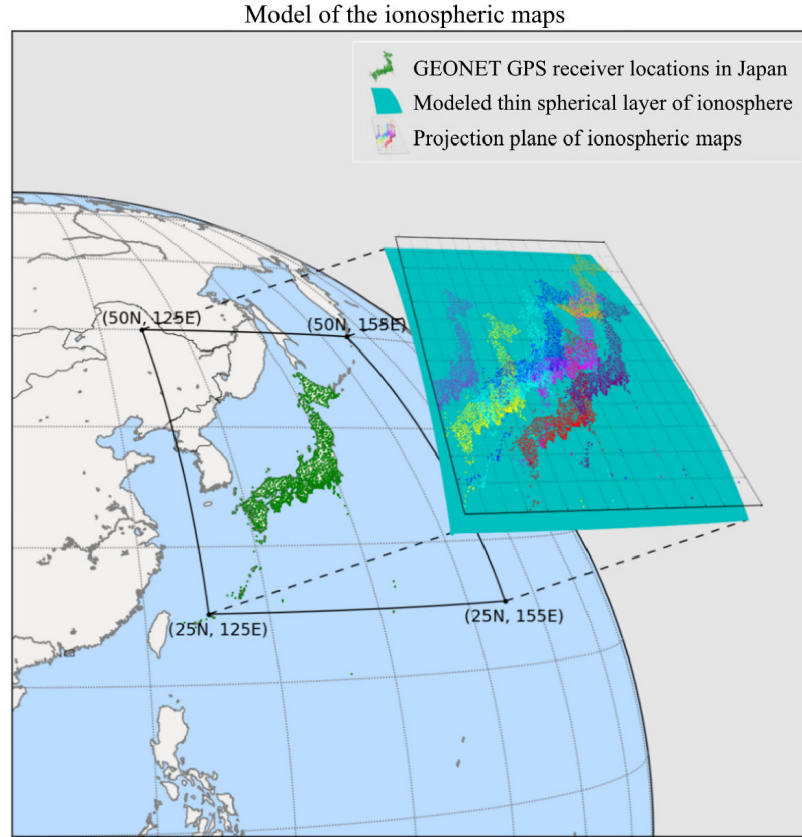 Model of the ionospheric maps
GEONET GPS receiver locations in Japan
Modeled thin spherical layer of ionosphere
Projection plane of ionospheric maps
(50N, 125E)
(50N, 155E)
(25N, 125E)
(25N, 155E)